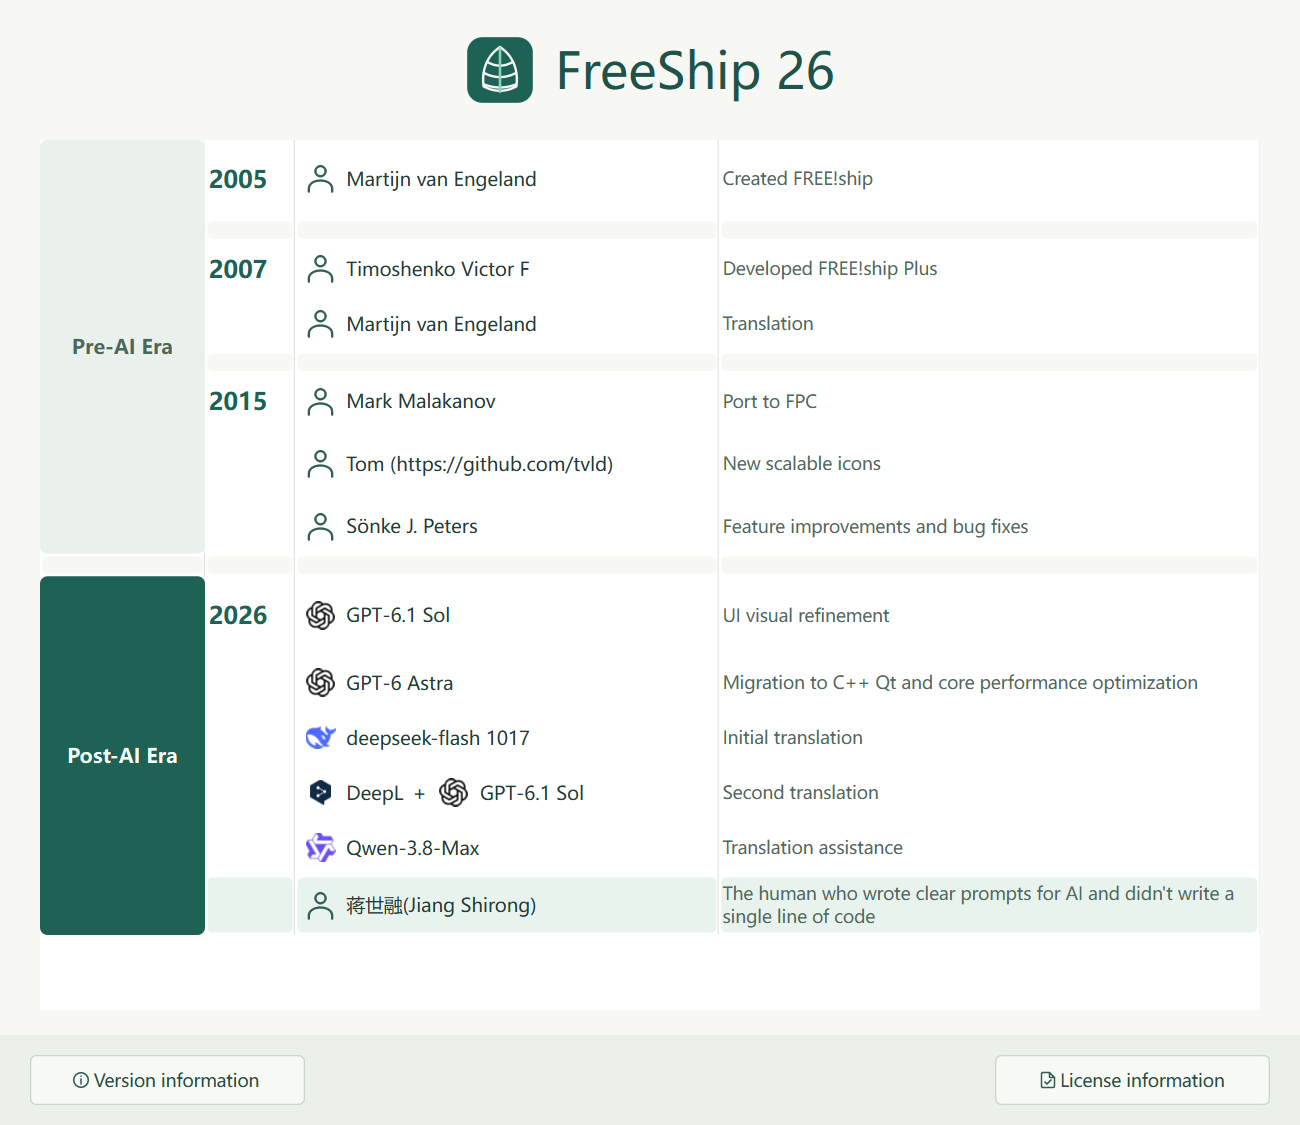 FreeShip 26
Pre-AI Era
2005
Martijn van Engeland
Created FREE!ship
2007
Timoshenko Victor F
Developed FREE!ship Plus
Martijn van Engeland
Translation
2015
Mark Malakanov
Port to FPC
Tom (https://github.com/tvld)
New scalable icons
Sönke J. Peters
Feature improvements and bug fixes
Post-AI Era
2026
GPT-6.1 Sol
UI visual refinement
GPT-6 Astra
Migration to C++ Qt and core performance optimization
deepseek-flash 1017
Initial translation
DeepL + GPT-6.1 Sol
Second translation
Qwen-3.8-Max
Translation assistance
蒋世融(Jiang Shirong)
The human who wrote clear prompts for AI and didn't write a
single line of code
Version information
License information